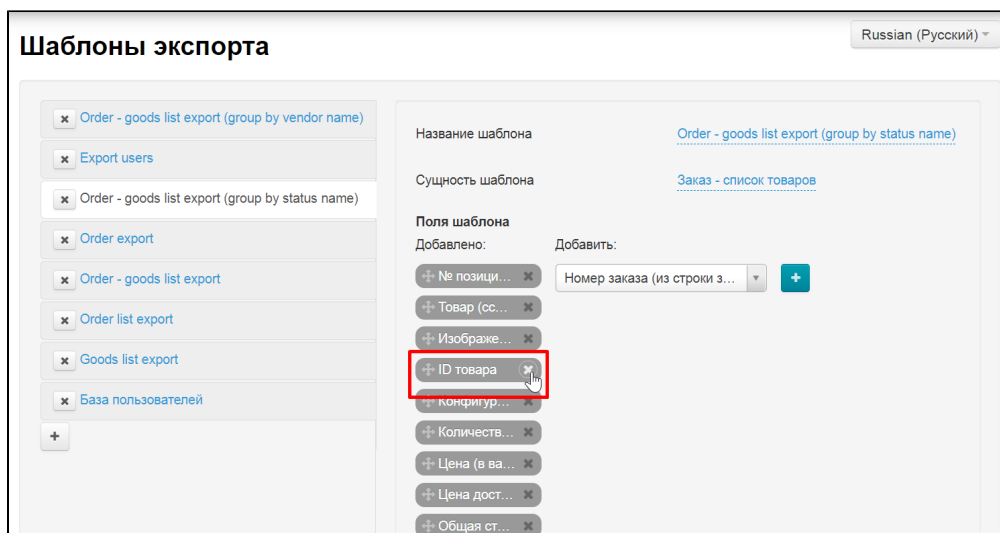 Шаблоны экспорта
Russian (Русский)
Order - goods list export (group by vendor name)
Export users
Order - goods list export (group by status name)
Order export
Order - goods list export
Order list export
Goods list export
База пользователей
+
Название шаблона
Order - goods list export (group by status name)
Сущность шаблона
Заказ - список товаров
Поля шаблона
Добавлено:
Добавить:
№ позици...
Номер заказа (из строки з...
+
Товар (сс...
Изображе...
ID товара
Конфигур...
Количеств...
Цена (в ва...
Цена дост...
Общая ст...